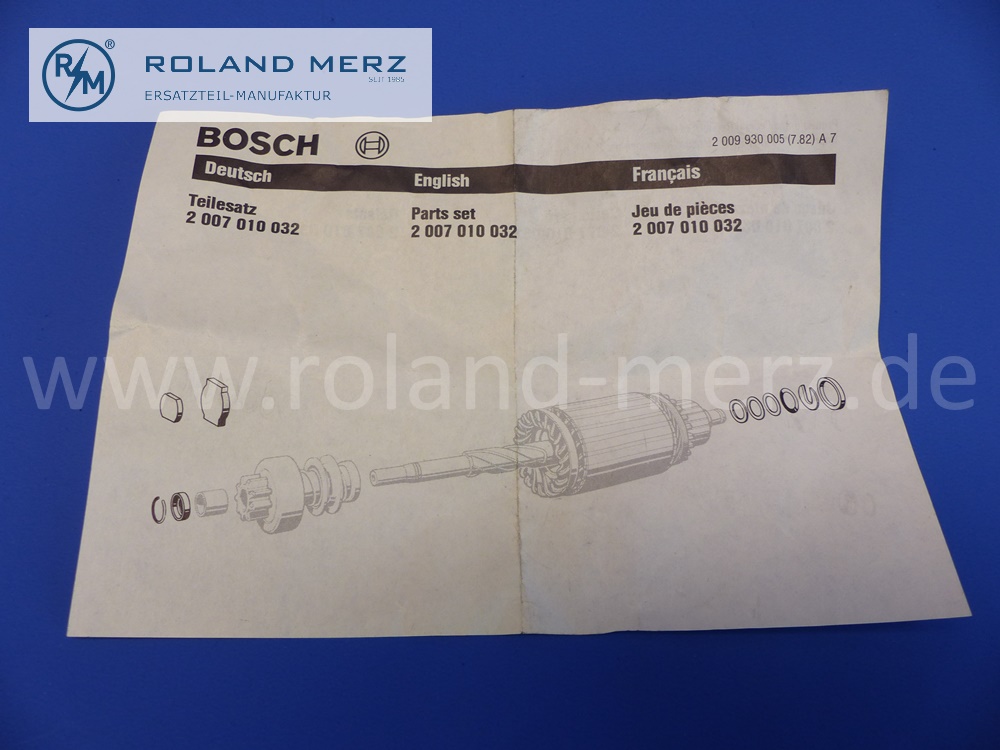 R M ®
ROLAND MERZ
SEIT 1985
ERSATZTEIL-MANUFAKTUR
BOSCH
2 009 930 005 (7.82) A 7
Deutsch English Français
Teilesatz Parts set Jeu de pièces
2 007 010 032 2 007 010 032 2 007 010 032
www.roland-merz.de